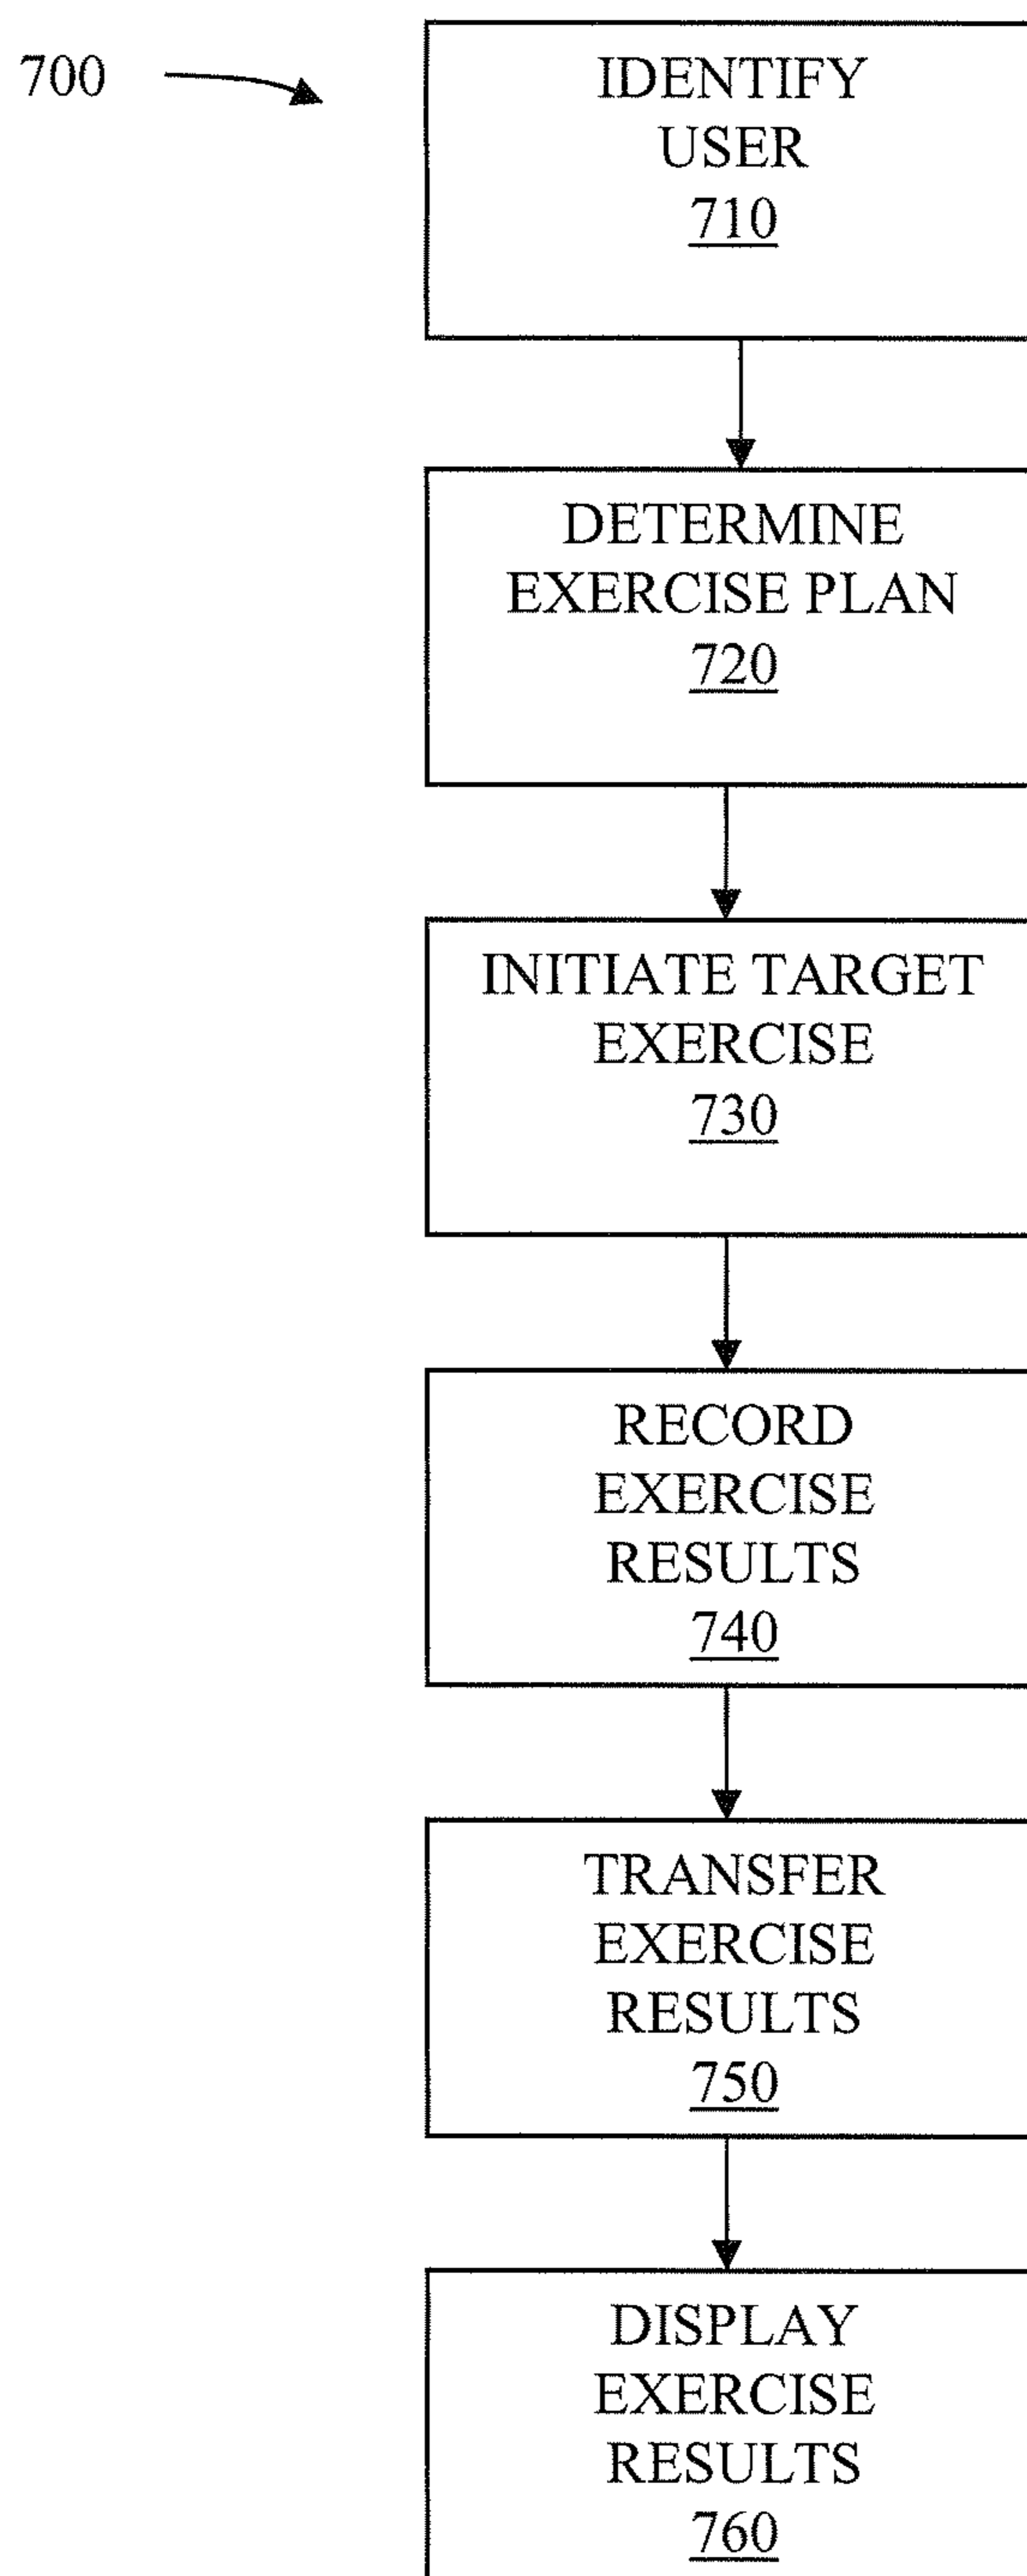 700
IDENTIFY
USER
710
DETERMINE
EXERCISE PLAN
720
INITIATE TARGET
EXERCISE
730
RECORD
EXERCISE
RESULTS
740
TRANSFER
EXERCISE
RESULTS
750
DISPLAY
EXERCISE
RESULTS
760